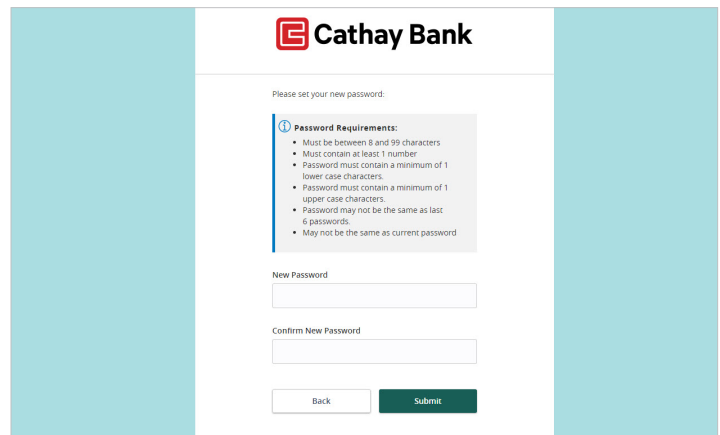 Cathay Bank
Please set your new password:
Password Requirements:
• Must be between 8 and 99 characters
• Must contain at least 1 number
• Password must contain a minimum of 1
lower case characters.
• Password must contain a minimum of 1
upper case characters.
• Password may not be the same as last
6 passwords.
• May not be the same as current password
New Password
Confirm New Password
Back
Submit